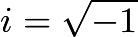 i = √−1